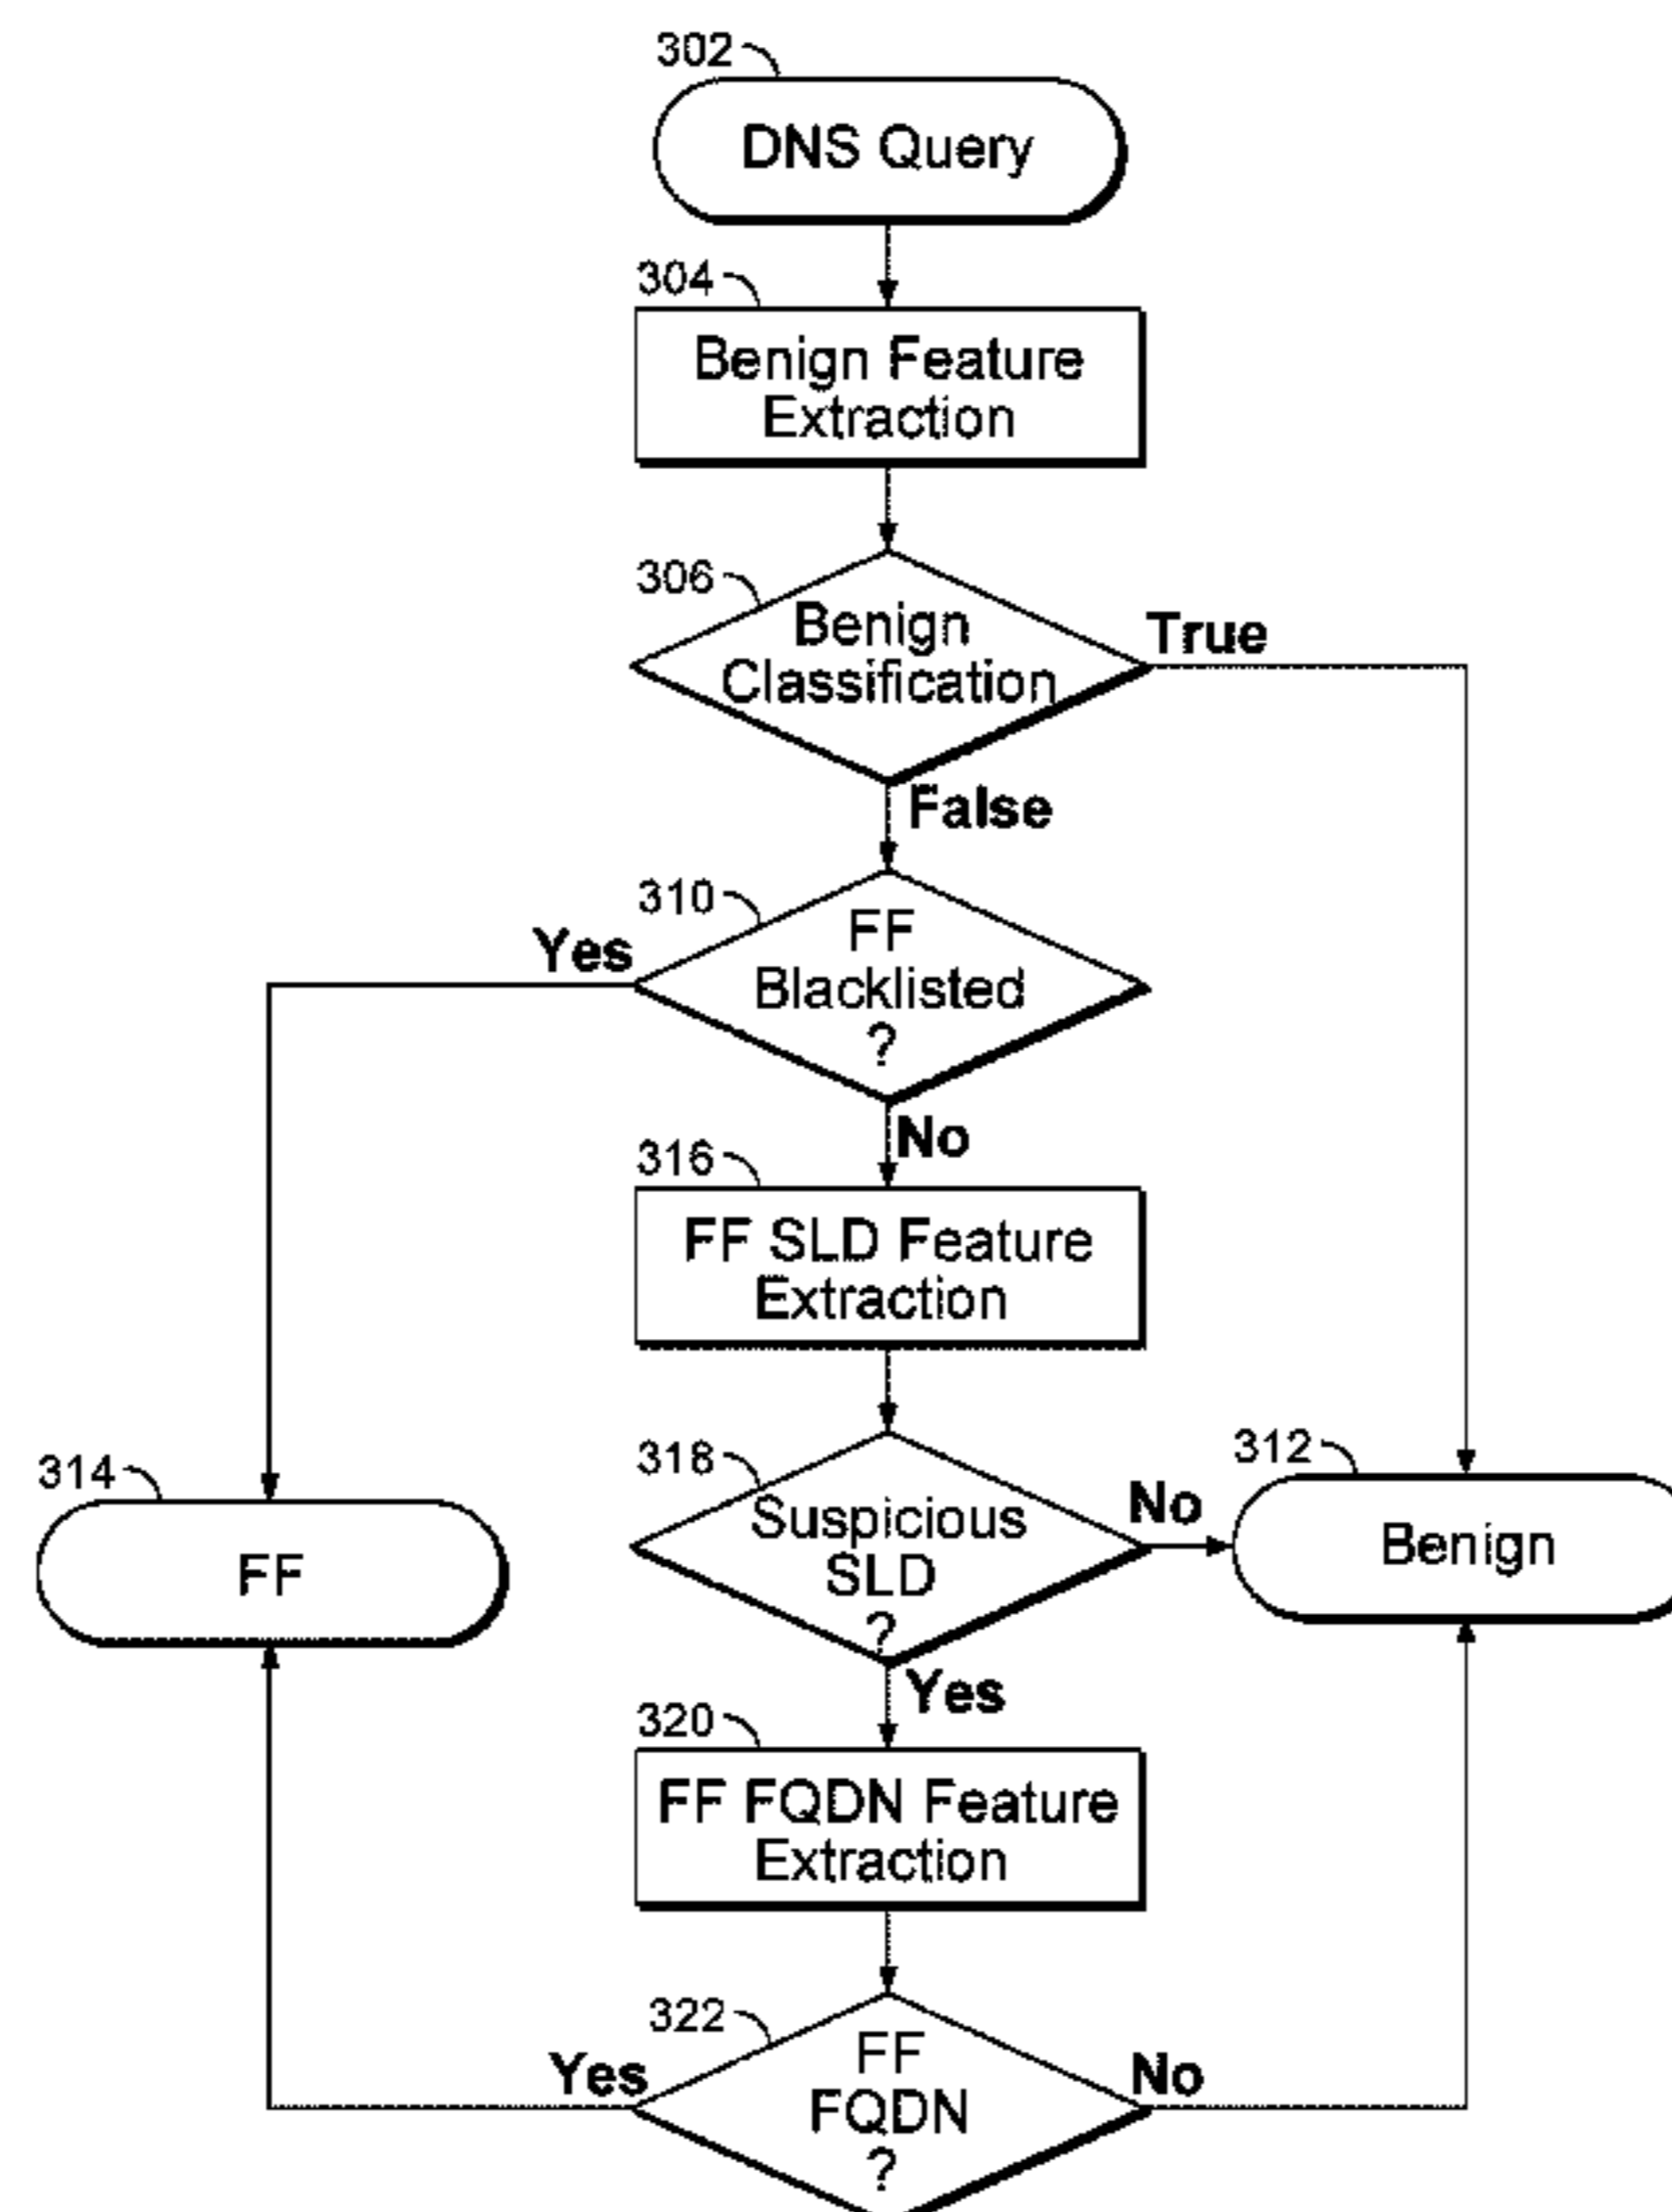 302
DNS Query
304
Benign Feature
Extraction
306
Benign
Classification
True
False
310
FF
Blacklisted
?
Yes
No
316
FF SLD Feature
Extraction
318
Suspicious
SLD
?
No
312
Benign
314
FF
Yes
320
FF FQDN Feature
Extraction
322
FF
FQDN
?
Yes
No